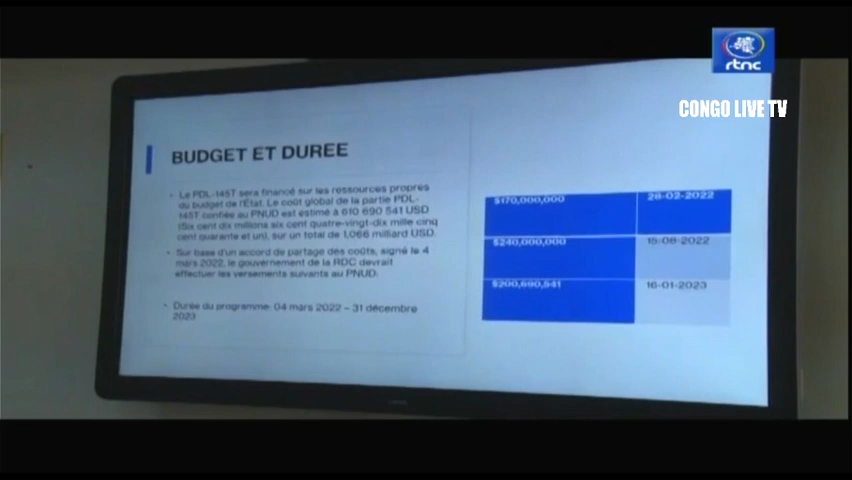 rtnc
CONGO LIVE TV
BUDGET ET DUREE
• Le PDL-145T sera financé sur les ressources propres
du budget de l'État. Le coût global de la partie PDL-
145T confiée au PNUD est estimé à 610 690 541 USD
(Six cent dix millions six cent quatre-vingt-dix mille cinq
cent quarante et un), sur un total de 1,066 milliard USD.
• Sur base d'un accord de partage des coûts, signé le 4
mars 2022, le gouvernement de la RDC devrait
effectuer les versements suivants au PNUD.
• Durée du programme: 04 mars 2022 – 31 décembre
2023
$170,000,000 28-02-2022
$240,000,000 15-08-2022
$200,690,541 16-01-2023